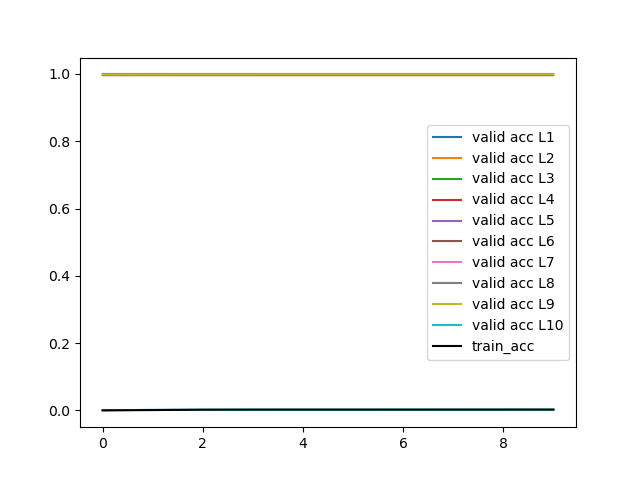 1.0
0.8
0.6
0.4
0.2
0.0
0 2 4 6 8
valid acc L1
valid acc L2
valid acc L3
valid acc L4
valid acc L5
valid acc L6
valid acc L7
valid acc L8
valid acc L9
valid acc L10
train_acc